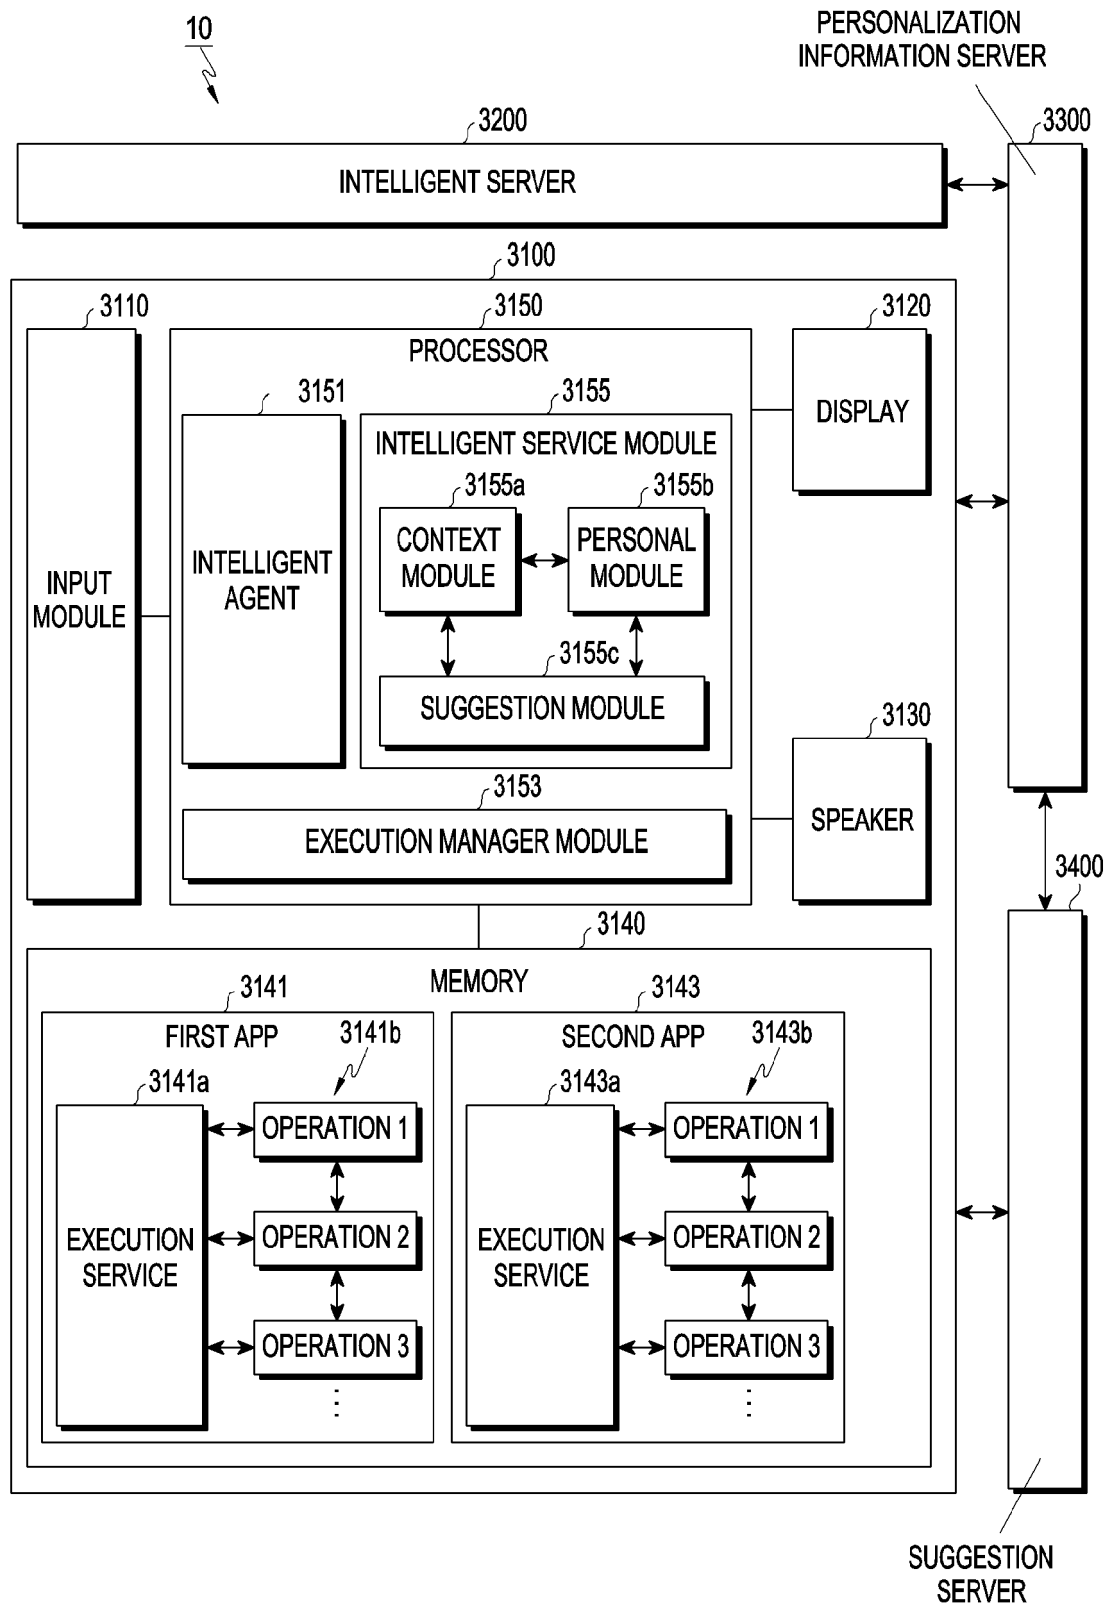 10
PERSONALIZATION
INFORMATION SERVER
3200
3300
INTELLIGENT SERVER
3100
3110
3150
3120
PROCESSOR
3151
3155
DISPLAY
INTELLIGENT SERVICE MODULE
3155a
3155b
CONTEXT
MODULE
PERSONAL
MODULE
INTELLIGENT
AGENT
INPUT
MODULE
3155c
SUGGESTION MODULE
3130
3153
SPEAKER
EXECUTION MANAGER MODULE
3400
3140
MEMORY
3141
3143
FIRST APP
3141b
SECOND APP
3143b
3141a
3143a
OPERATION 1
OPERATION 1
EXECUTION
SERVICE
OPERATION 2
EXECUTION
SERVICE
OPERATION 2
OPERATION 3
OPERATION 3
SUGGESTION
SERVER